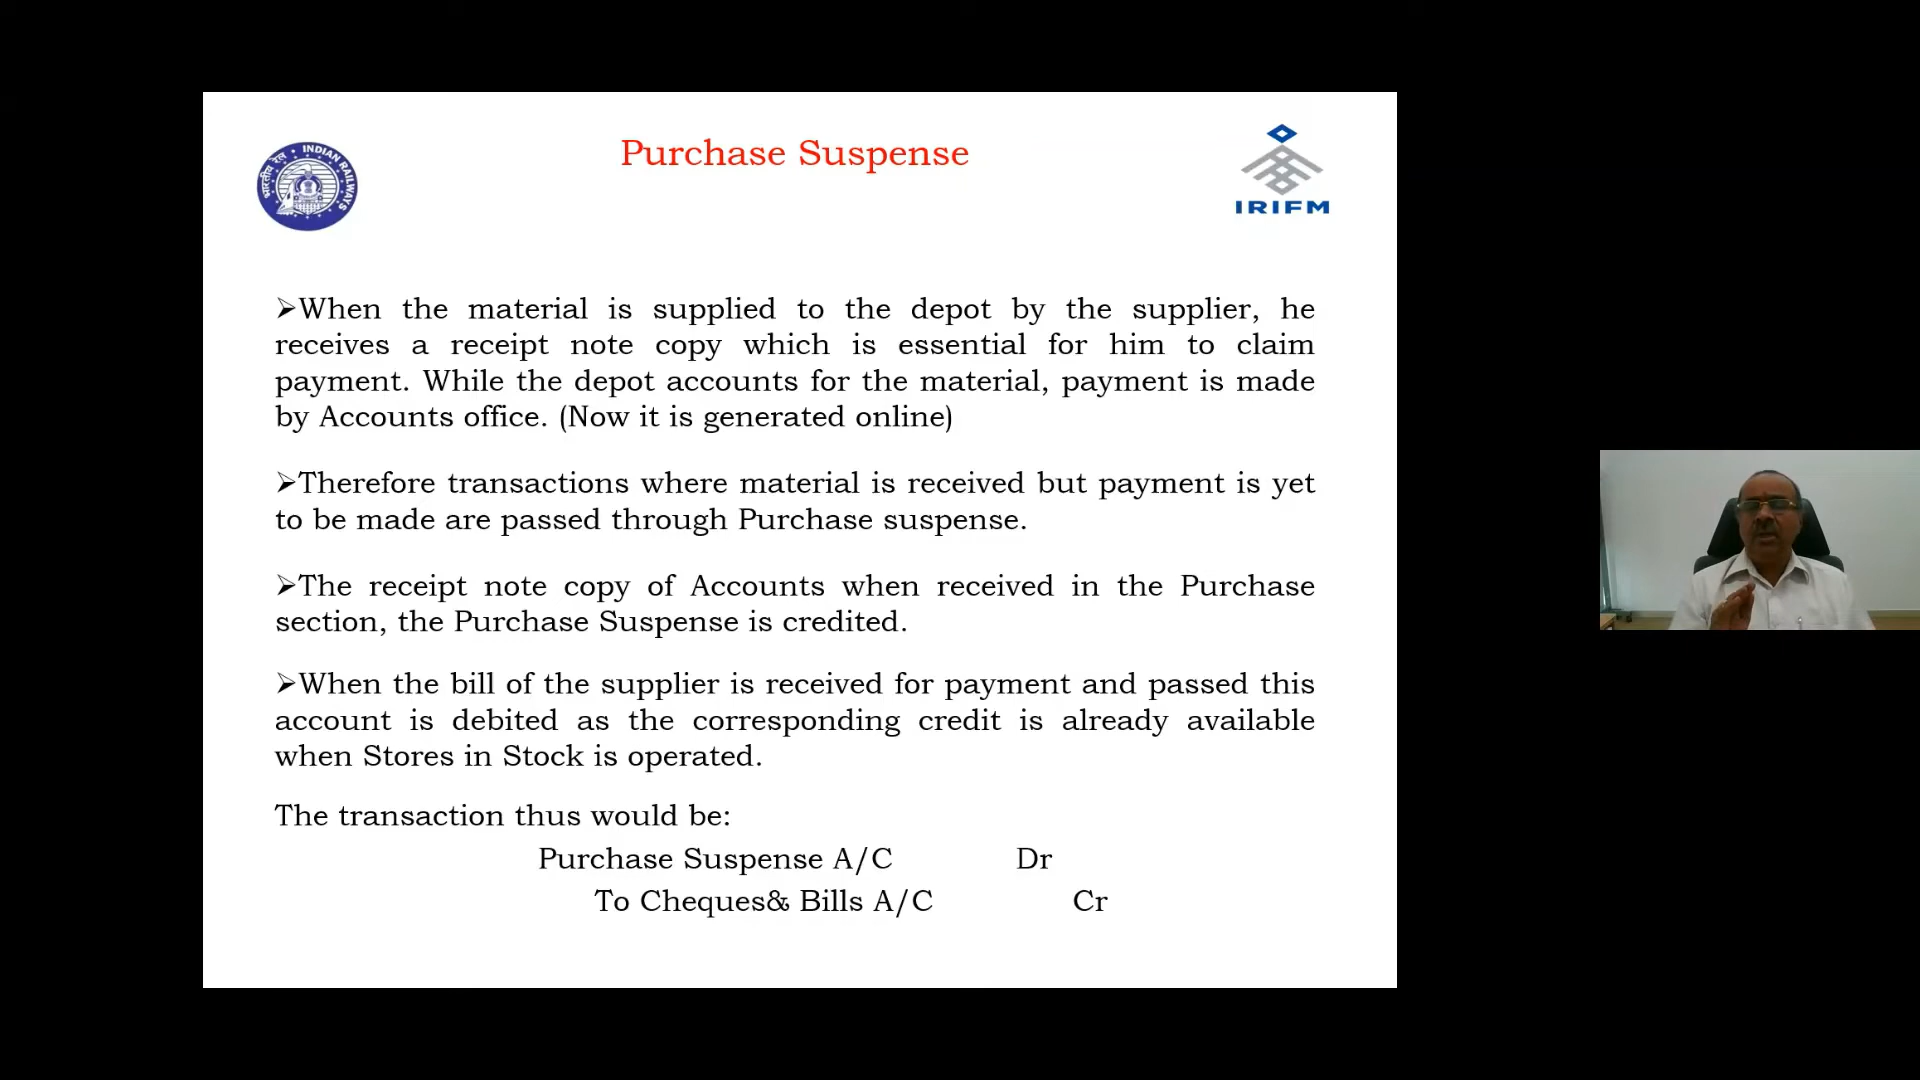 Purchase Suspense
भारतीय रेल • INDIAN RAILWAYS
IRIFM
➢When the material is supplied to the depot by the supplier, he
receives a receipt note copy which is essential for him to claim
payment. While the depot accounts for the material, payment is made
by Accounts office. (Now it is generated online)
➢Therefore transactions where material is received but payment is yet
to be made are passed through Purchase suspense.
➢The receipt note copy of Accounts when received in the Purchase
section, the Purchase Suspense is credited.
➢When the bill of the supplier is received for payment and passed this
account is debited as the corresponding credit is already available
when Stores in Stock is operated.
The transaction thus would be:
Purchase Suspense A/C Dr
To Cheques& Bills A/C Cr